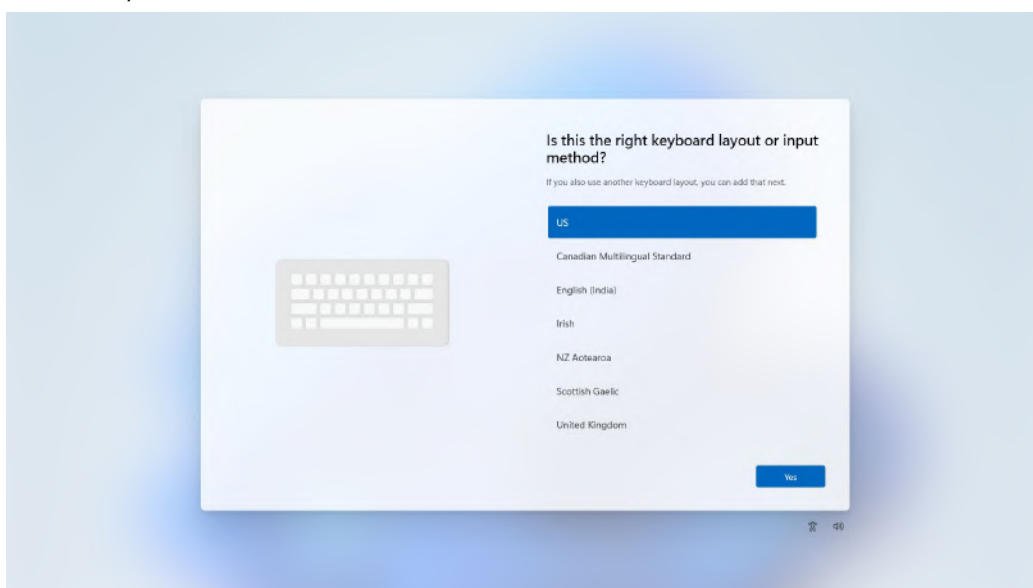 Is this the right keyboard layout or input
method?
If you also use another keyboard layout, you can add that next.
US
Canadian Multilingual Standard
English (India)
Irish
NZ Aotearoa
Scottish Gaelic
United Kingdom
Yes